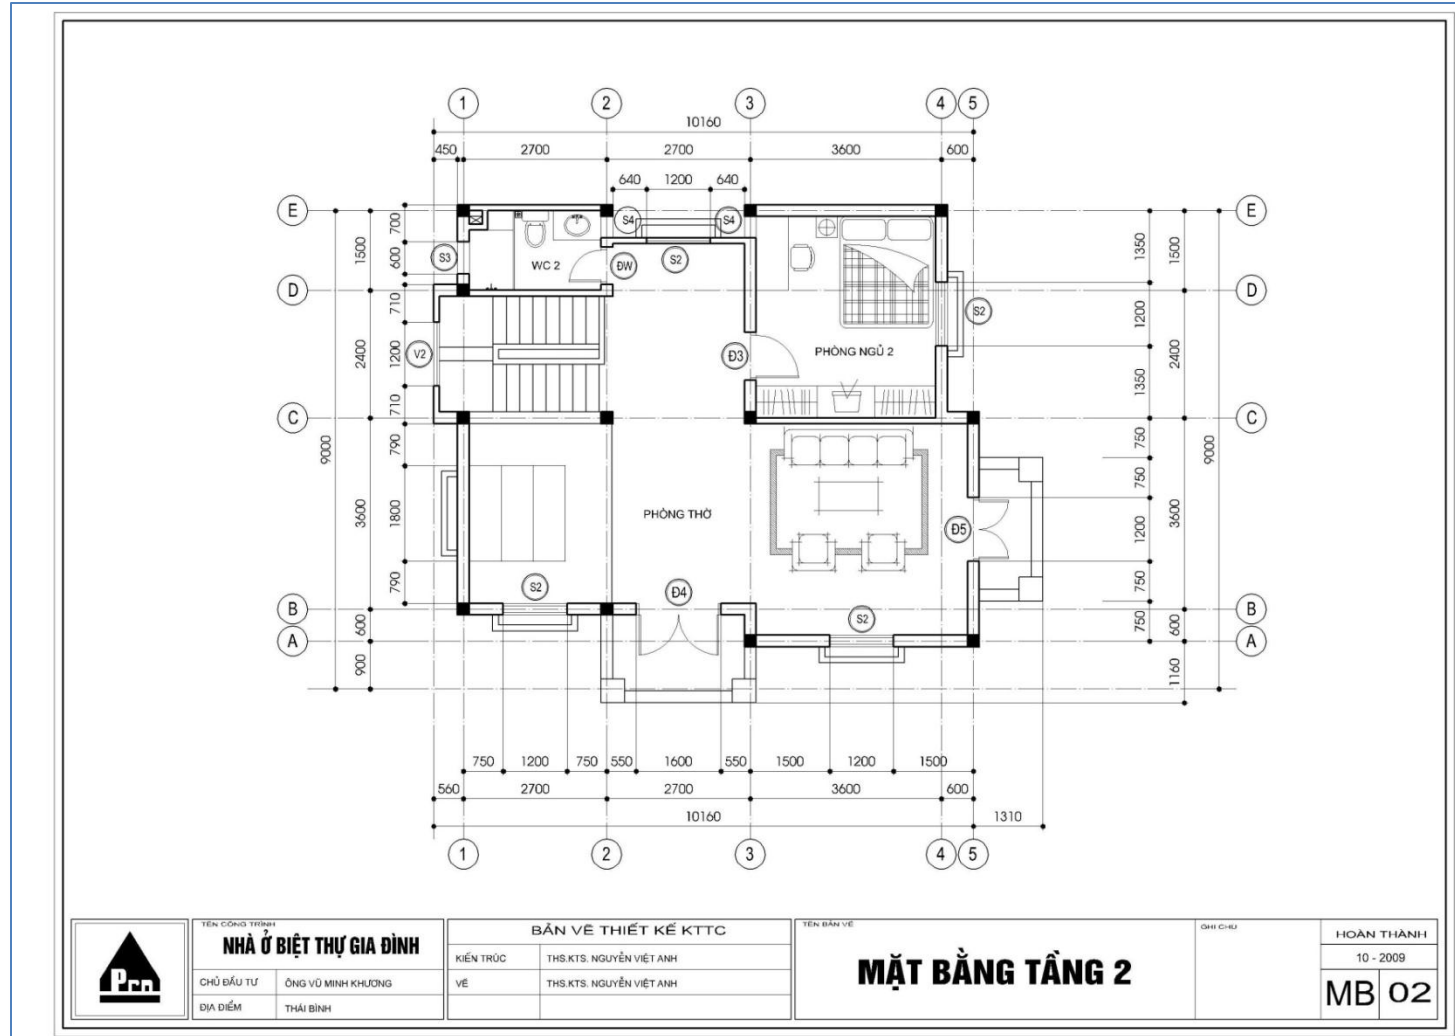 1 2 3 4 5
10160
450 2700 2700 3600 600
640 1200 640
E 700 S4 S4 E
1500 600 S3 WC 2 ĐW S2 1350 1500
D D
710 S2
2400 1200 V2 Đ3 PHÒNG NGỦ 2 1200 2400
710 1350
C C
9000 790 750 9000
750
3600 1800 PHÒNG THỜ Đ5 1200 3600
790 S2 Đ4 750
B S2 B
600 750 600
A A
900 1160
750 1200 750 550 1600 550 1500 1200 1500
560 2700 2700 3600 600
10160 1310
1 2 3 4 5
Prn
TÊN CÔNG TRÌNH
NHÀ Ở BIỆT THỰ GIA ĐÌNH
CHỦ ĐẦU TƯ ÔNG VŨ MINH KHƯƠNG
ĐỊA ĐIỂM THÁI BÌNH
BẢN VẼ THIẾT KẾ KTTC
KIẾN TRÚC THS.KTS. NGUYỄN VIỆT ANH
VẼ THS.KTS. NGUYỄN VIỆT ANH
TÊN BẢN VẼ
MẶT BẰNG TẦNG 2
GHI CHÚ
HOÀN THÀNH
10 - 2009
MB 02